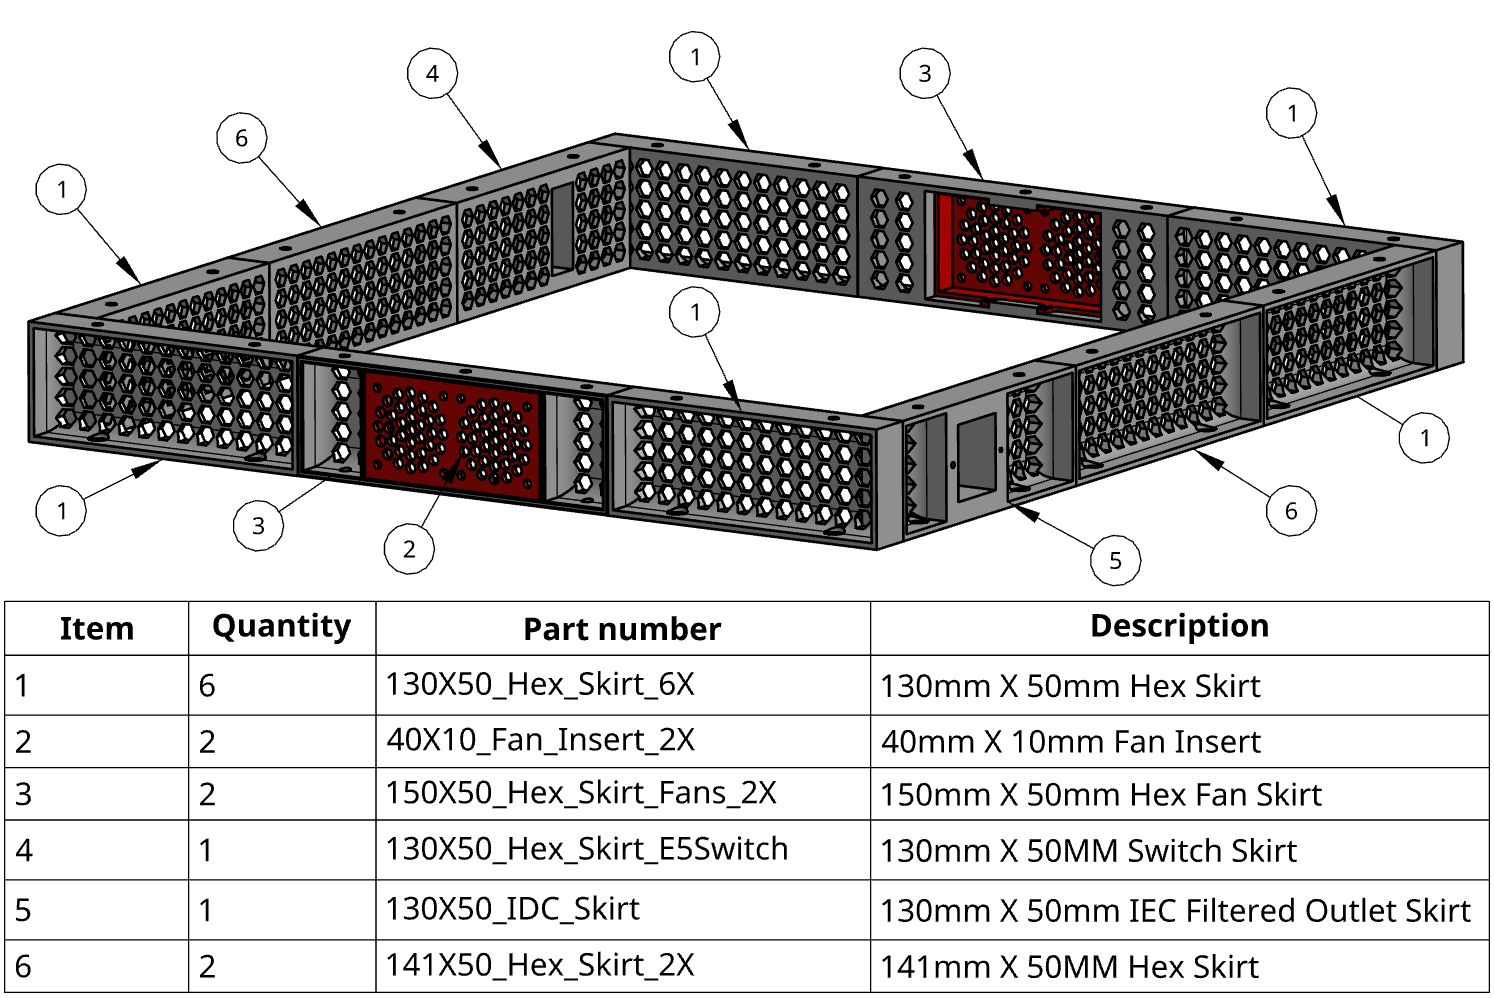 1
4
3
1
6
1
1
1
1
3
2
5
6
Item Quantity Part number Description
1 6 130X50_Hex_Skirt_6X 130mm X 50mm Hex Skirt
2 2 40X10_Fan_Insert_2X 40mm X 10mm Fan Insert
3 2 150X50_Hex_Skirt_Fans_2X 150mm X 50mm Hex Fan Skirt
4 1 130X50_Hex_Skirt_E5Switch 130mm X 50MM Switch Skirt
5 1 130X50_IDC_Skirt 130mm X 50mm IEC Filtered Outlet Skirt
6 2 141X50_Hex_Skirt_2X 141mm X 50MM Hex Skirt